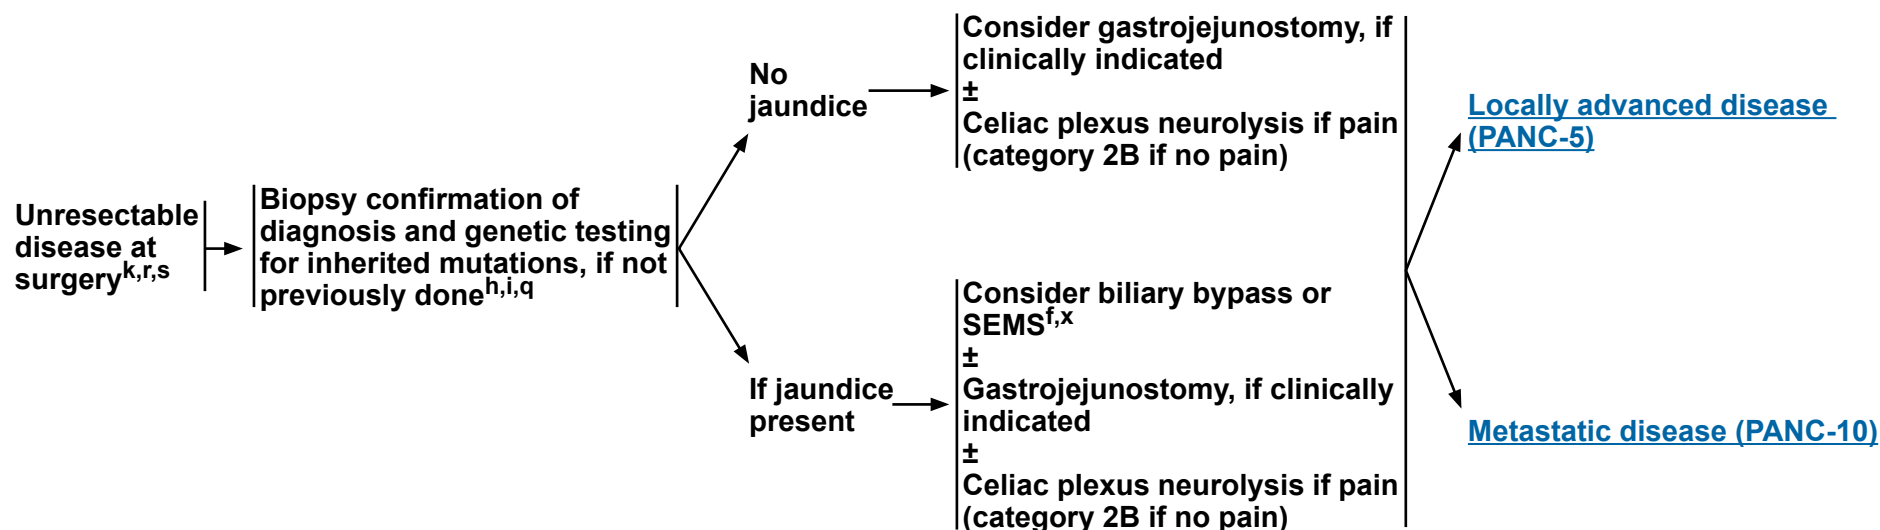 Unresectable
disease at
surgeryk,r,s
Biopsy confirmation of
diagnosis and genetic testing
for inherited mutations, if not
previously doneh,i,q
No
jaundice
Consider gastrojejunostomy, if
clinically indicated
±
Celiac plexus neurolysis if pain
(category 2B if no pain)
If jaundice
present
Consider biliary bypass or
SEMSf,x
±
Gastrojejunostomy, if clinically
indicated
±
Celiac plexus neurolysis if pain
(category 2B if no pain)
Locally advanced disease
(PANC-5)
Metastatic disease (PANC-10)